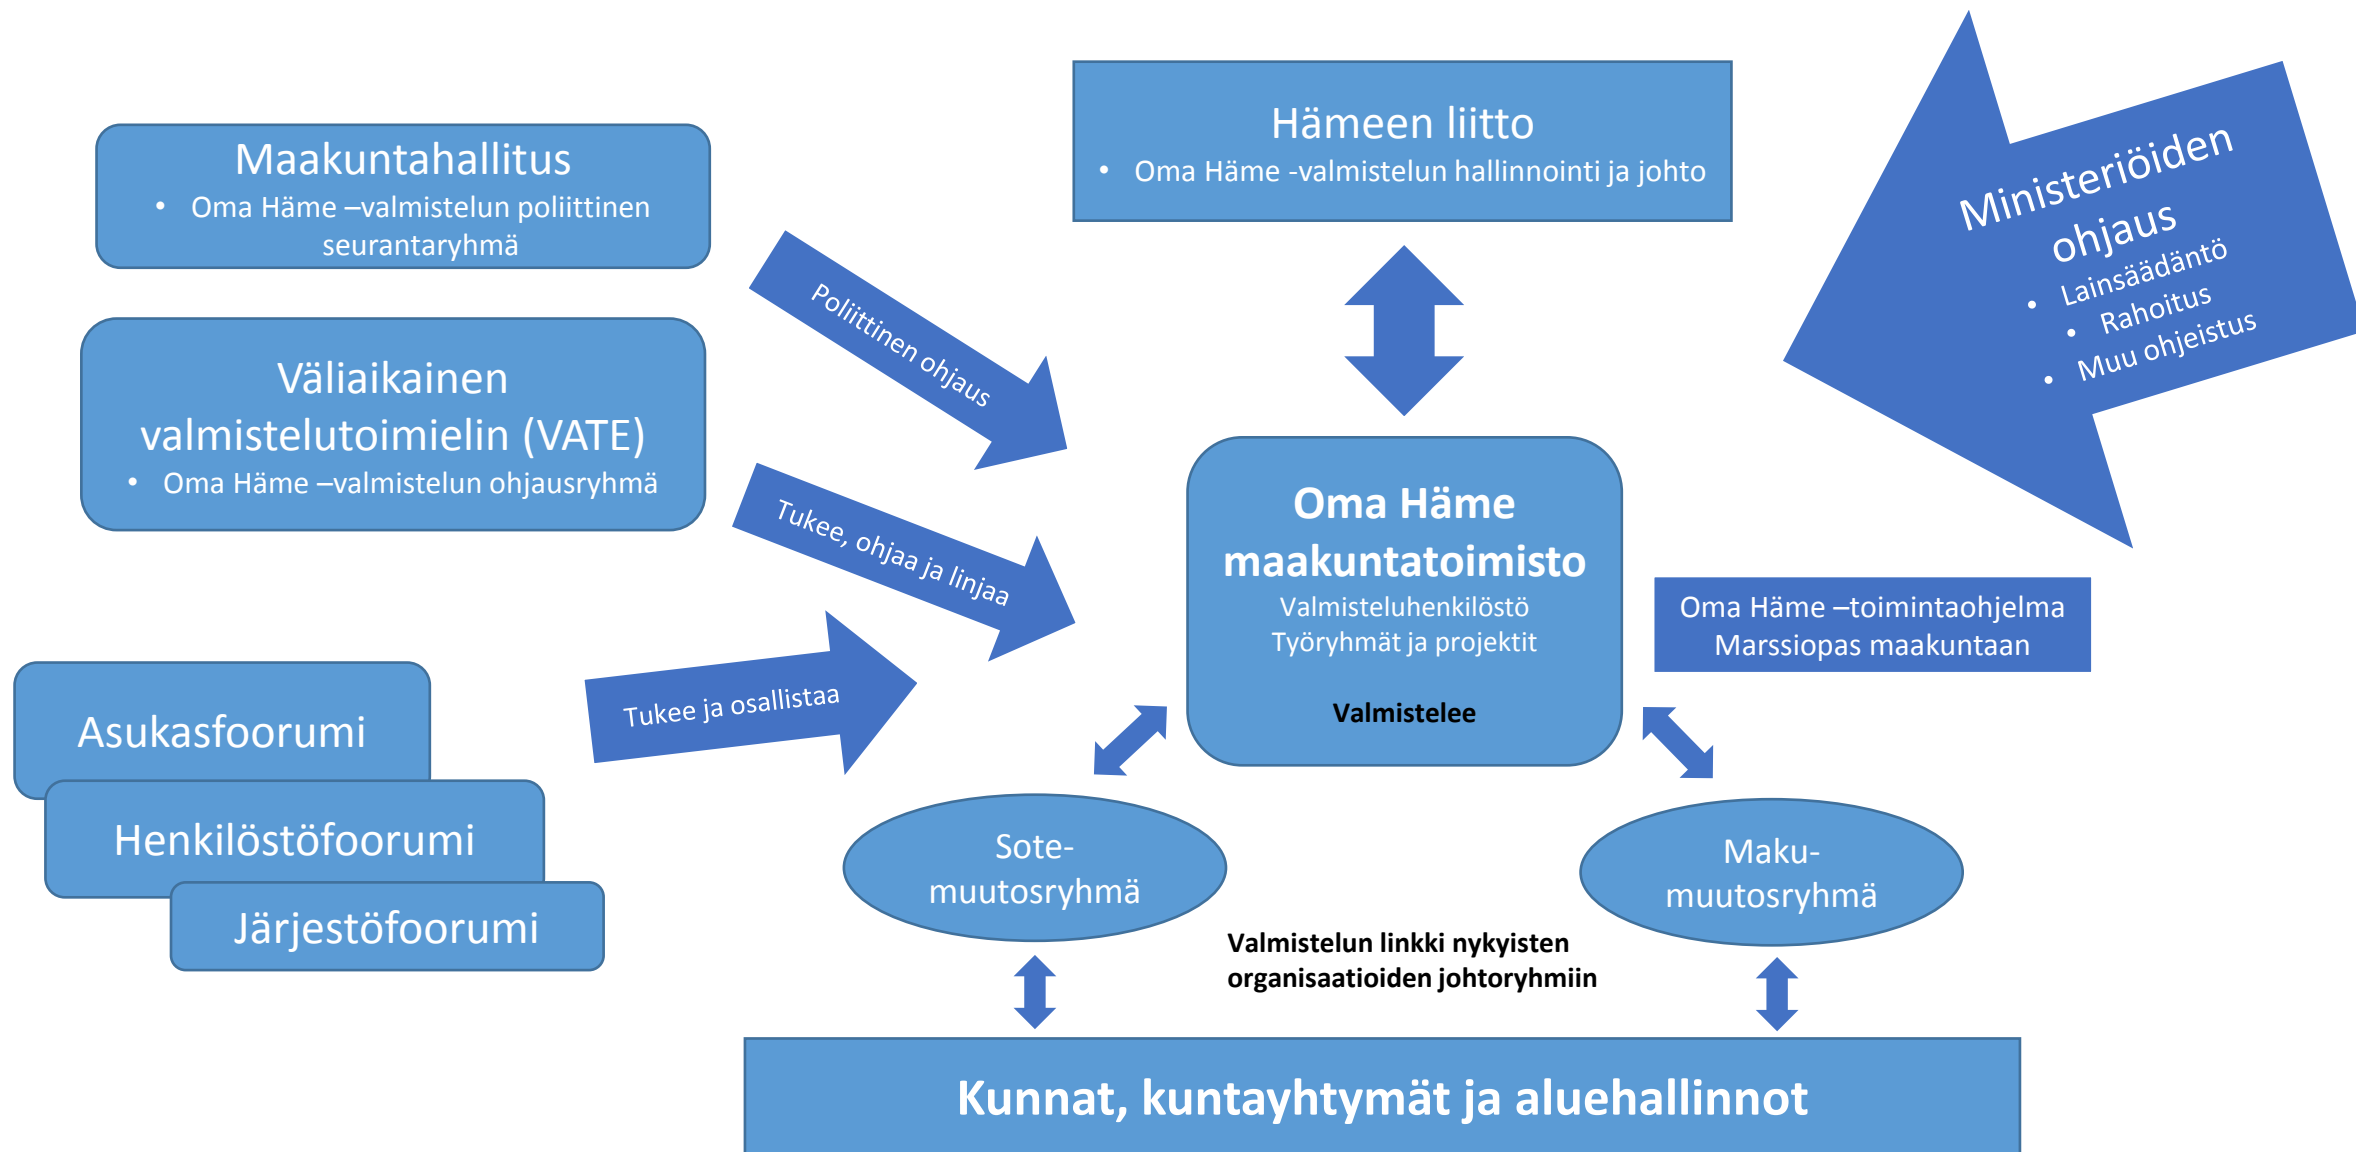 Maakuntahallitus
• Oma Häme –valmistelun poliittinen
seurantaryhmä
Hämeen liitto
• Oma Häme -valmistelun hallinnointi ja johto
Ministeriöiden
ohjaus
• Lainsäädäntö
• Rahoitus
• Muu ohjeistus
Väliaikainen
valmistelutoimielin (VATE)
• Oma Häme –valmistelun ohjausryhmä
Poliittinen ohjaus
Tukee, ohjaa ja linjaa
Tukee ja osallistaa
Oma Häme
maakuntatoimisto
Valmisteluhenkilöstö
Työryhmät ja projektit
Valmistelee
Oma Häme –toimintaohjelma
Marssiopas maakuntaan
Asukasfoorumi
Henkilöstöfoorumi
Järjestöfoorumi
Sote-
muutosryhmä
Maku-
muutosryhmä
Valmistelun linkki nykyisten
organisaatioiden johtoryhmiin
Kunnat, kuntayhtymät ja aluehallinnot